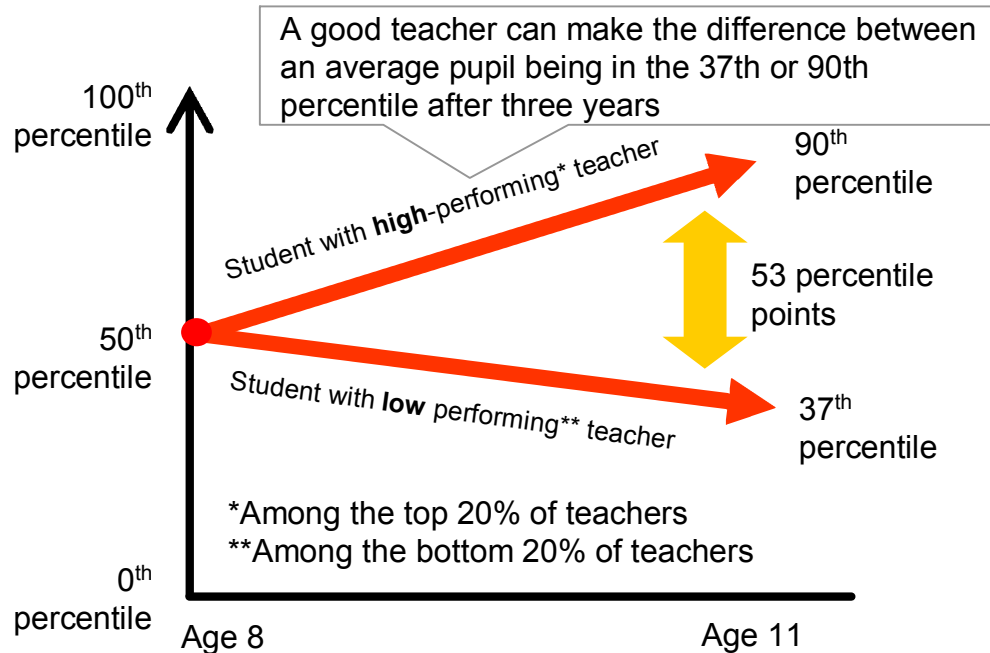 A good teacher can make the difference between
an average pupil being in the 37th or 90th
percentile after three years
100th
percentile
Student with high-performing* teacher
90th
percentile
53 percentile
points
50th
percentile
Student with low performing** teacher
37th
percentile
*Among the top 20% of teachers
**Among the bottom 20% of teachers
0th
percentile
Age 8
Age 11